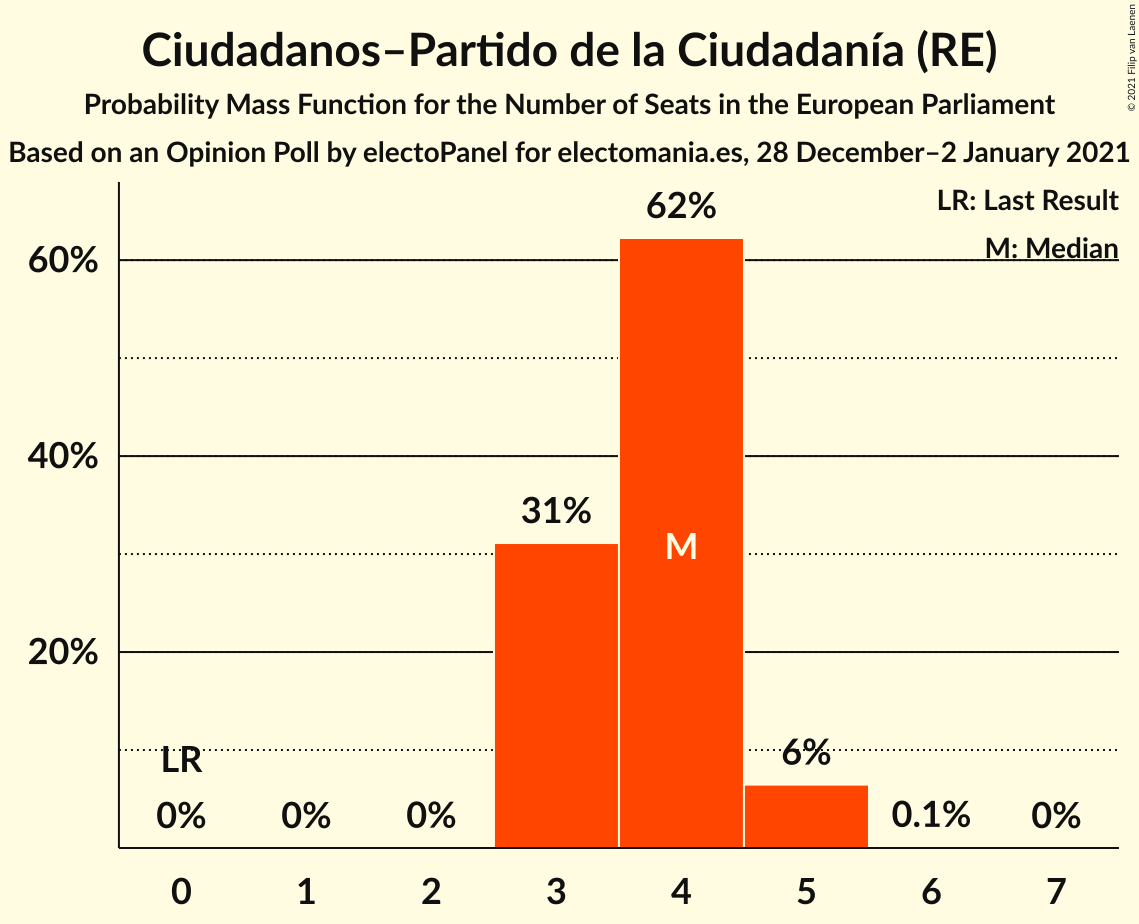 Ciudadanos–Partido de la Ciudadanía (RE)
Probability Mass Function for the Number of Seats in the European Parliament
Based on an Opinion Poll by electoPanel for electomania.es, 28 December–2 January 2021
© 2021 Filip van Laenen
LR: Last Result
M: Median
62%
60%
40%
31%
M
20%
LR
6%
0% 0% 0% 0.1% 0%
0 1 2 3 4 5 6 7